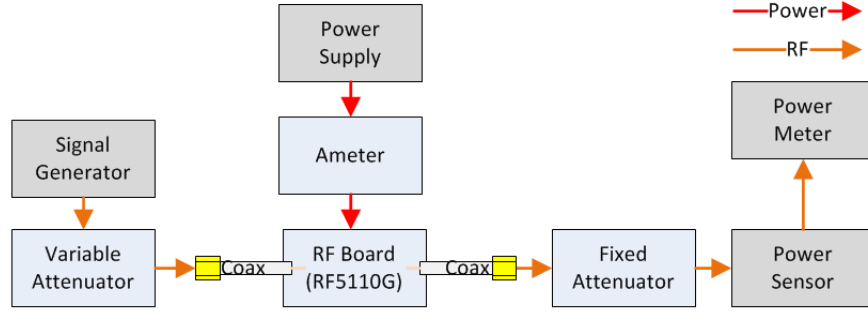 Power
RF
Power
Supply
Power
Meter
Signal
Generator
Ameter
Variable
Attenuator
Coax
RF Board
(RF5110G)
Coax
Fixed
Attenuator
Power
Sensor